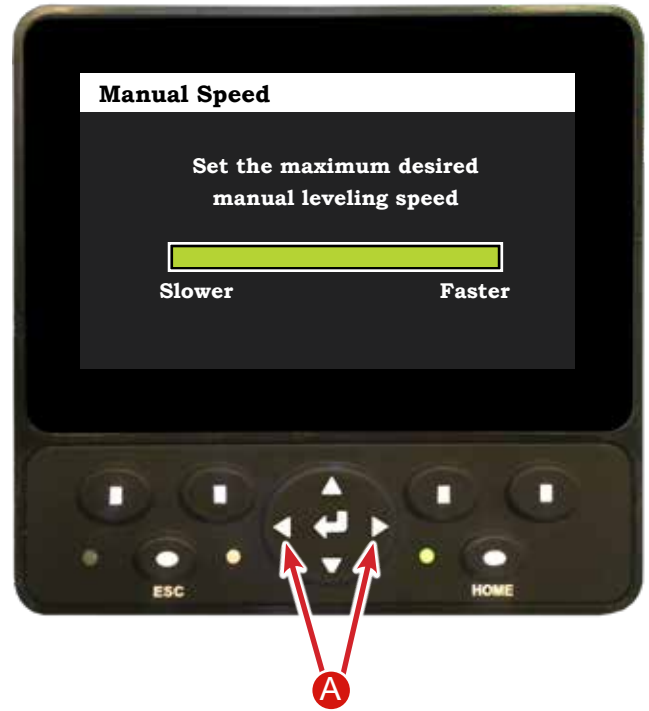 Manual Speed
Set the maximum desired
manual leveling speed
Slower Faster
ESC HOME
A